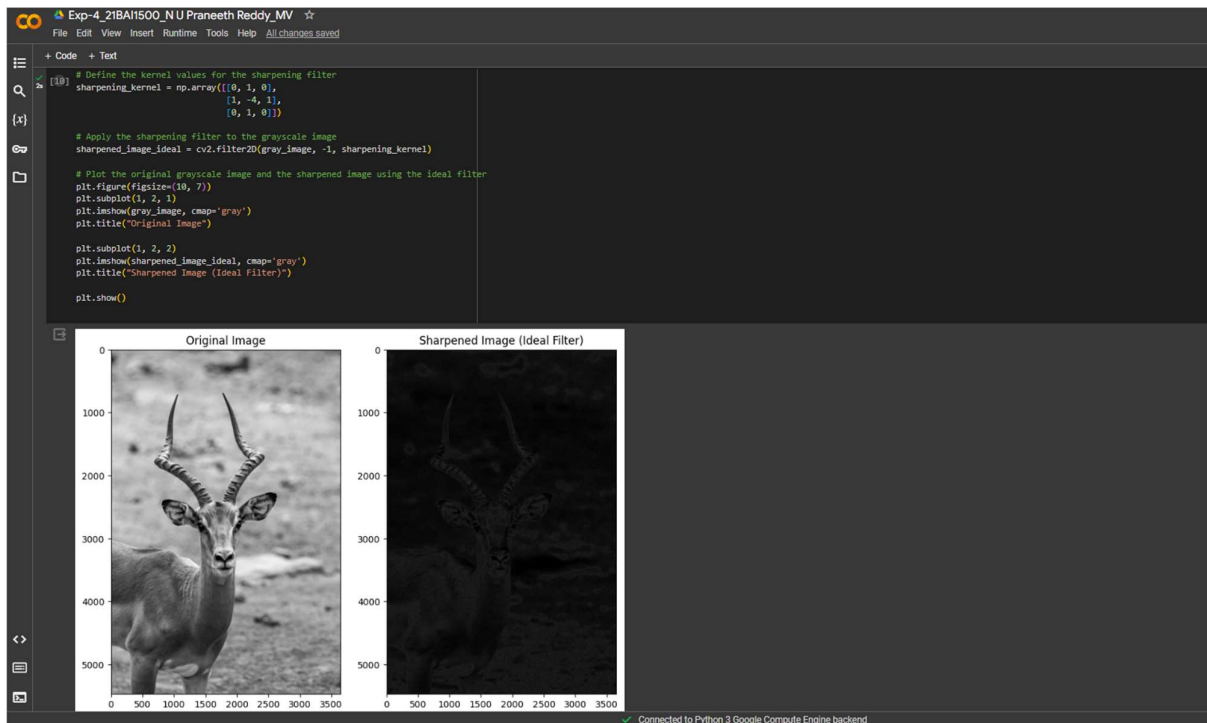 Exp-4_21BAI1500_N U Praneeth Reddy_MV
File Edit View Insert Runtime Tools Help All changes saved
+ Code + Text
2s
[10]
{x}
# Define the kernel values for the sharpening filter
sharpening_kernel = np.array([[0, 1, 0],
[1, -4, 1],
[0, 1, 0]])
# Apply the sharpening filter to the grayscale image
sharpened_image_ideal = cv2.filter2D(gray_image, -1, sharpening_kernel)
# Plot the original grayscale image and the sharpened image using the ideal filter
plt.figure(figsize=(10, 7))
plt.subplot(1, 2, 1)
plt.imshow(gray_image, cmap='gray')
plt.title("Original Image")
plt.subplot(1, 2, 2)
plt.imshow(sharpened_image_ideal, cmap='gray')
plt.title("Sharpened Image (Ideal Filter)")
plt.show()
Original Image
0
1000
2000
3000
4000
5000
0 500 1000 1500 2000 2500 3000 3500
Sharpened Image (Ideal Filter)
0
1000
2000
3000
4000
5000
0 500 1000 1500 2000 2500 3000 3500
Connected to Python 3 Google Compute Engine backend